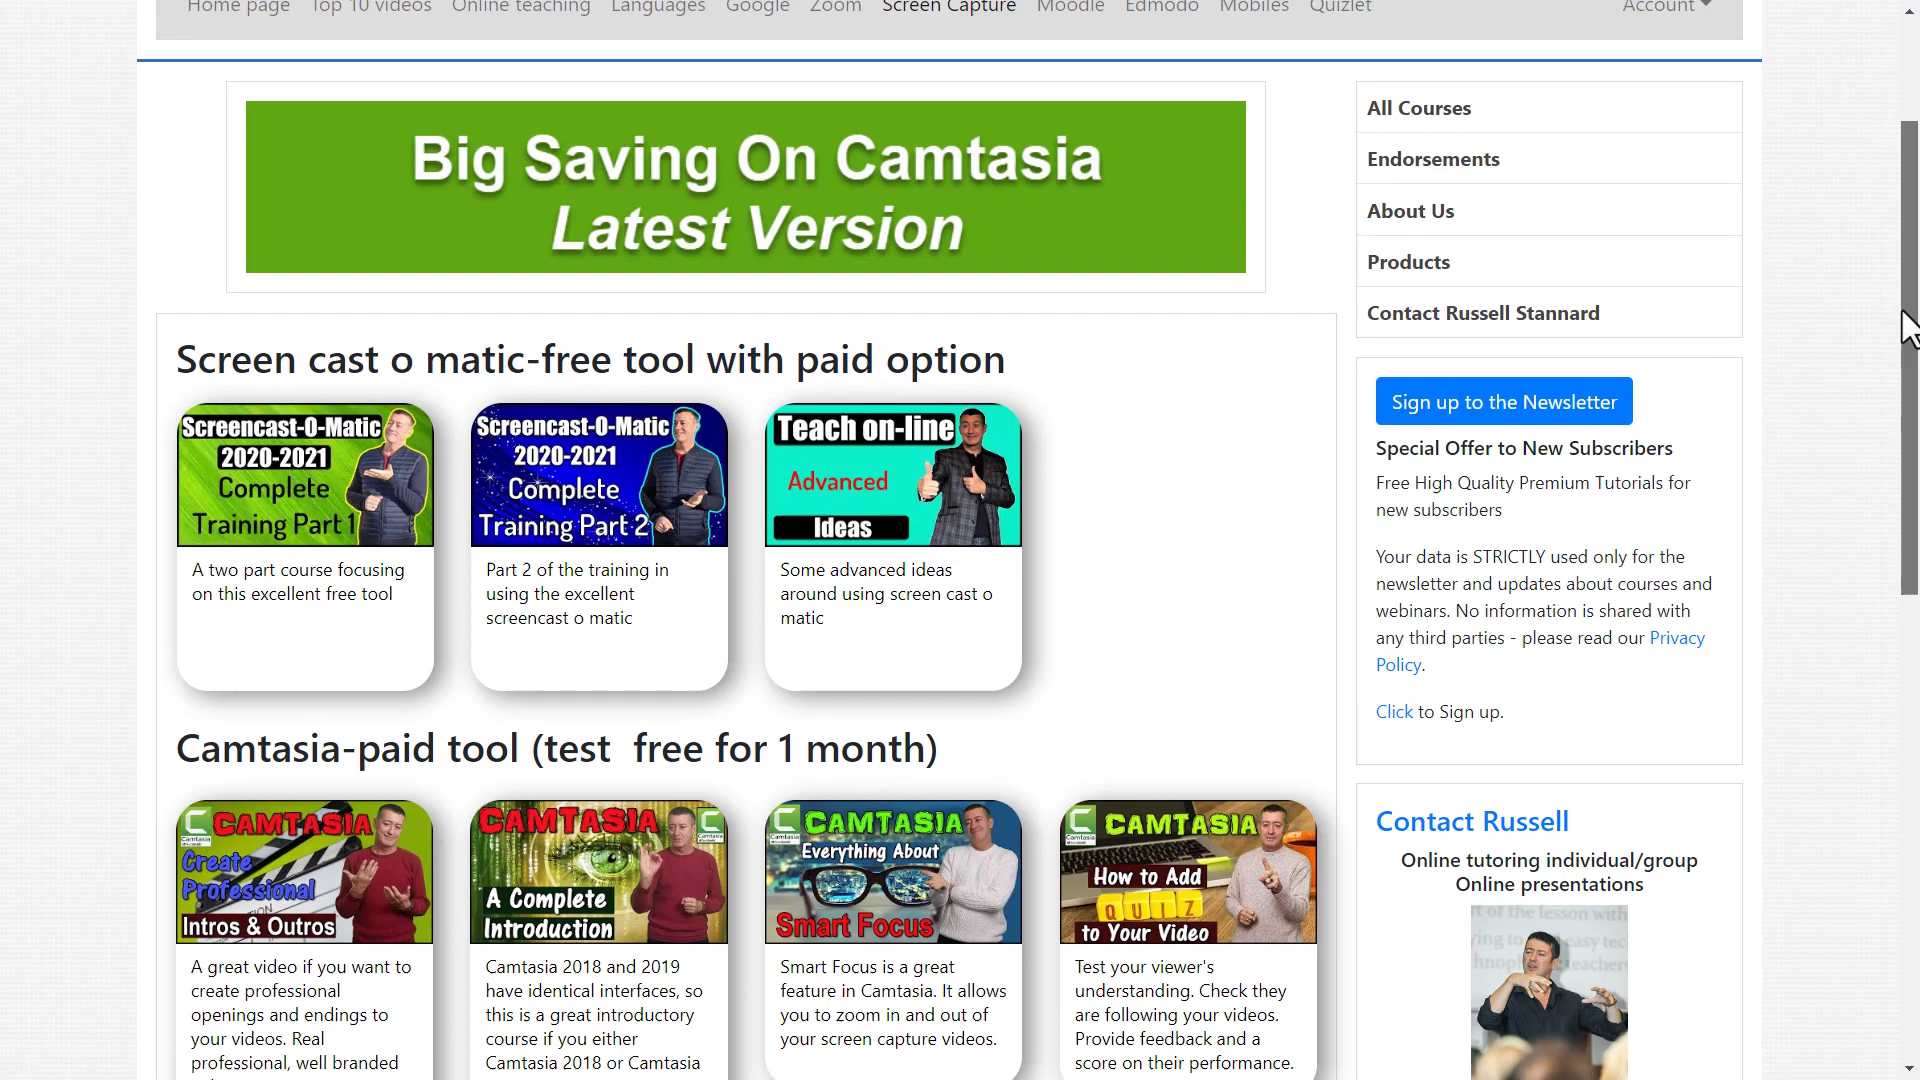 Home page Top 10 videos Online teaching Languages Google Zoom Screen Capture Moodle Edmodo Mobiles Quizlet Account
Big Saving On Camtasia
Latest Version
All Courses
Endorsements
About Us
Products
Contact Russell Stannard
Screen cast o matic-free tool with paid option
Screencast-O-Matic
2020-2021
Complete
Training Part 1
A two part course focusing
on this excellent free tool
Screencast-O-Matic
2020-2021
Complete
Training Part 2
Part 2 of the training in
using the excellent
screencast o matic
Teach on-line
Advanced
Ideas
Some advanced ideas
around using screen cast o
matic
Sign up to the Newsletter
Special Offer to New Subscribers
Free High Quality Premium Tutorials for
new subscribers
Your data is STRICTLY used only for the
newsletter and updates about courses and
webinars. No information is shared with
any third parties - please read our Privacy
Policy.
Click to Sign up.
Camtasia-paid tool (test free for 1 month)
Camtasia
CAMTASIA
Create
Professional
Intros & Outros
A great video if you want to
create professional
openings and endings to
your videos. Real
professional, well branded
CAMTASIA
Camtasia
A Complete
Introduction
Camtasia 2018 and 2019
have identical interfaces, so
this is a great introductory
course if you either
Camtasia 2018 or Camtasia
Camtasia
CAMTASIA
Everything About
Smart Focus
Smart Focus is a great
feature in Camtasia. It allows
you to zoom in and out of
your screen capture videos.
Camtasia
CAMTASIA
How to Add
QUIZ
to Your Video
Test your viewer's
understanding. Check they
are following your videos.
Provide feedback and a
score on their performance.
Contact Russell
Online tutoring individual/group
Online presentations
t of the lesson with